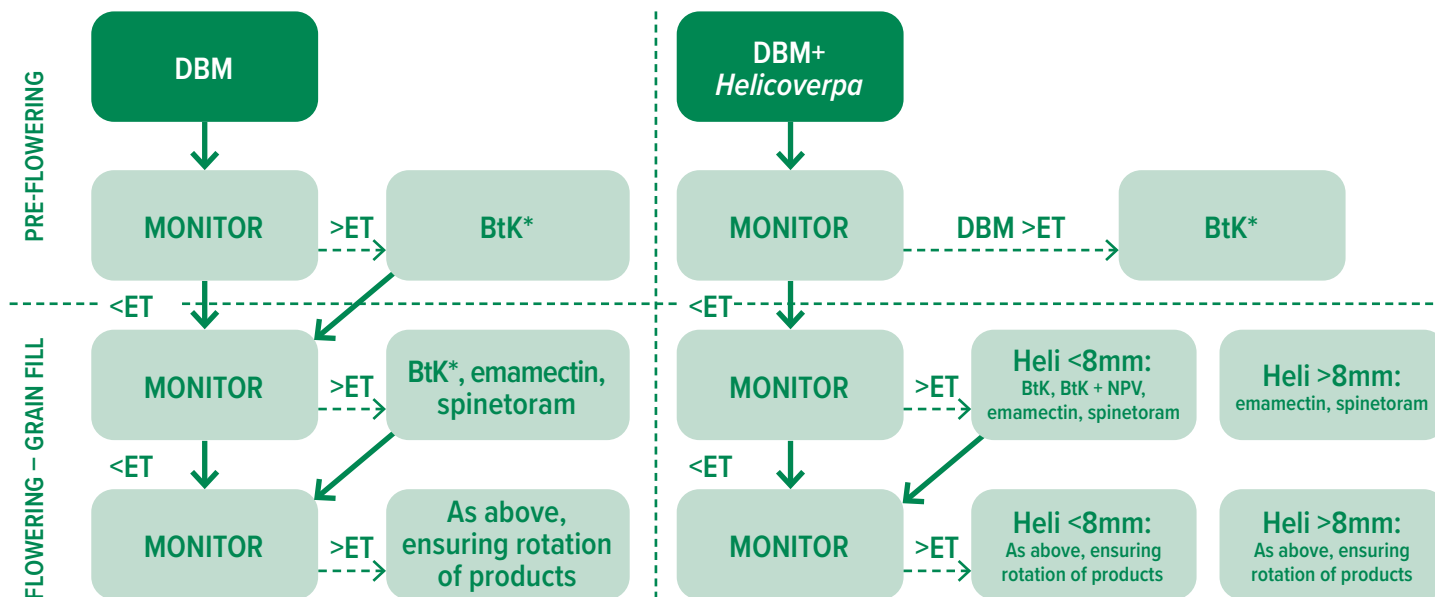 PRE-FLOWERING
DBM
MONITOR
>ET
BtK*
<ET
FLOWERING – GRAIN FILL
MONITOR
>ET
BtK*, emamectin,
spinetoram
<ET
MONITOR
>ET
As above,
ensuring rotation
of products
DBM+
Helicoverpa
MONITOR
DBM >ET
BtK*
<ET
MONITOR
>ET
Heli <8mm:
BtK, BtK + NPV,
emamectin, spinetoram
Heli >8mm:
emamectin, spinetoram
<ET
MONITOR
>ET
Heli <8mm:
As above, ensuring
rotation of products
Heli >8mm:
As above, ensuring
rotation of products